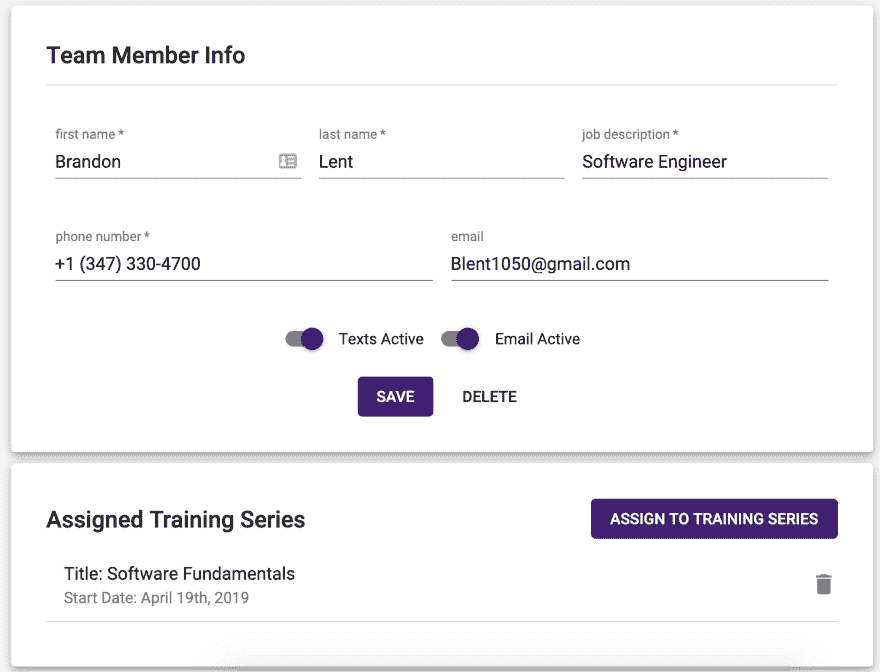 Team Member Info
first name * last name * job description *
Brandon Lent Software Engineer
phone number * email
+1 (347) 330-4700 Blent1050@gmail.com
Texts Active Email Active
SAVE DELETE
Assigned Training Series ASSIGN TO TRAINING SERIES
Title: Software Fundamentals
Start Date: April 19th, 2019